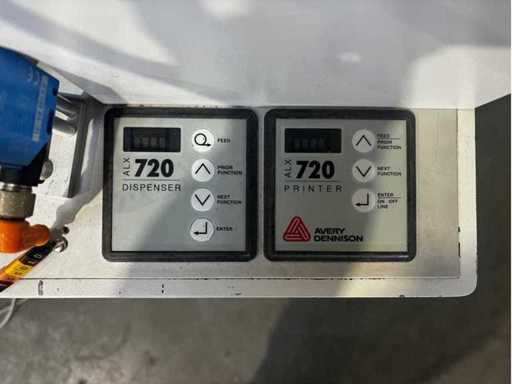 FEED
ALX
720
DISPENSER
PRIOR
FUNCTION
NEXT
FUNCTION
ENTER
FEED
PRIOR
FUNCTION
ALX
720
PRINTER
NEXT
FUNCTION
ENTER
ON OFF
LINE
AVERY
DENNISON